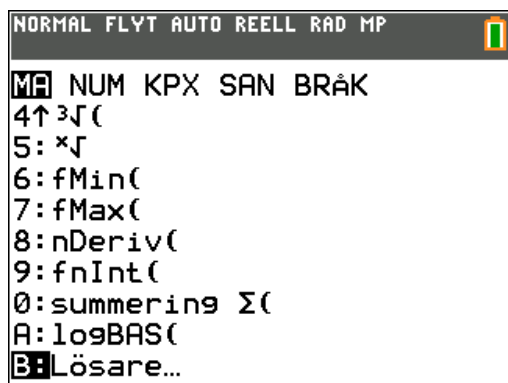 NORMAL FLYT AUTO REELL RAD MP
MA NUM KPX SAN BRÅK
4↑³√(
5:ˣ√
6:fMin(
7:fMax(
8:nDeriv(
9:fnInt(
0:summering Σ(
A:logBAS(
B:Lösare…